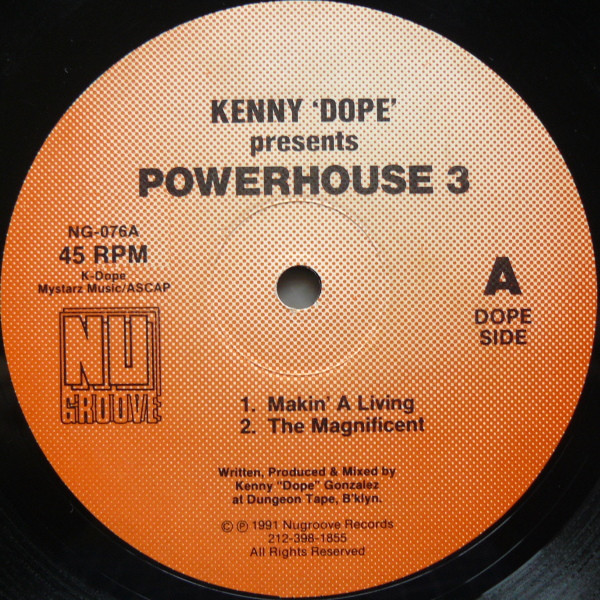 KENNY ‘DOPE’
presents
POWERHOUSE 3
NG-076A
45 RPM
K-Dope
Mystarz Music/ASCAP
NU
GROOVE
A
DOPE
SIDE
1. Makin’ A Living
2. The Magnificent
Written, Produced & Mixed by
Kenny "Dope" Gonzalez
at Dungeon Tape, B'klyn.
© ℗ 1991 Nugroove Records
212-398-1855
All Rights Reserved